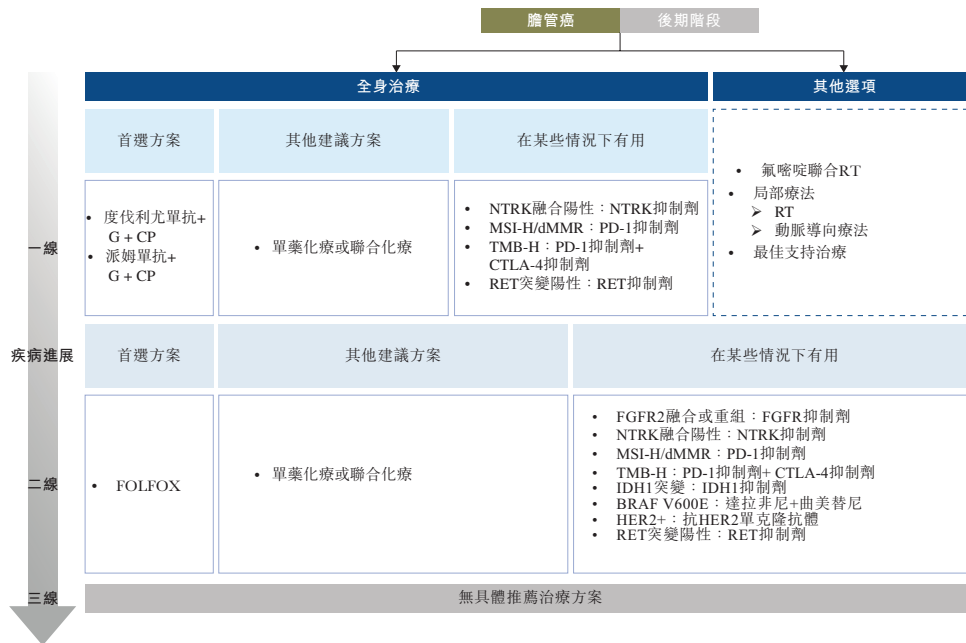 膽管癌
後期階段
全身治療
其他選項
首選方案
其他建議方案
在某些情況下有用
一線
• 度伐利尤單抗+
G + CP
• 派姆單抗+
G + CP
• 單藥化療或聯合化療
• NTRK融合陽性：NTRK抑制劑
• MSI-H/dMMR：PD-1抑制劑
• TMB-H：PD-1抑制劑+
CTLA-4抑制劑
• RET突變陽性：RET抑制劑
• 氟嘧啶聯合RT
• 局部療法
➢ RT
➢ 動脈導向療法
• 最佳支持治療
疾病進展
首選方案
其他建議方案
在某些情況下有用
二線
• FOLFOX
• 單藥化療或聯合化療
• FGFR2融合或重組：FGFR抑制劑
• NTRK融合陽性：NTRK抑制劑
• MSI-H/dMMR：PD-1抑制劑
• TMB-H：PD-1抑制劑+ CTLA-4抑制劑
• IDH1突變：IDH1抑制劑
• BRAF V600E：達拉非尼+曲美替尼
• HER2+：抗HER2單克隆抗體
• RET突變陽性：RET抑制劑
三線
無具體推薦治療方案